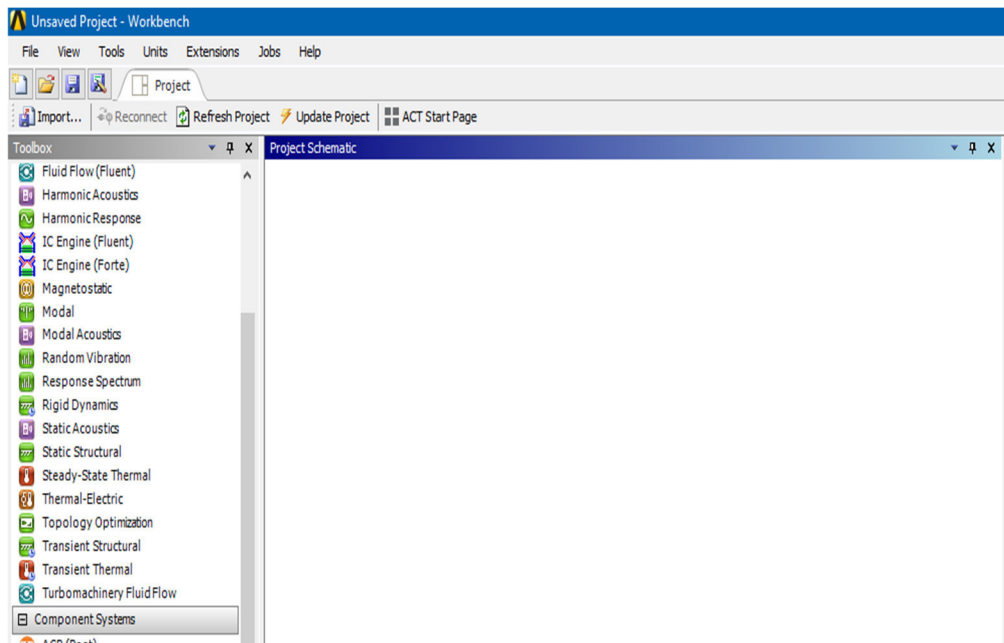 Unsaved Project - Workbench
File View Tools Units Extensions Jobs Help
Project
Import... Reconnect Refresh Project Update Project ACT Start Page
Toolbox
Project Schematic
Fluid Flow (Fluent)
Harmonic Acoustics
Harmonic Response
IC Engine (Fluent)
IC Engine (Forte)
Magnetostatic
Modal
Modal Acoustics
Random Vibration
Response Spectrum
Rigid Dynamics
Static Acoustics
Static Structural
Steady-State Thermal
Thermal-Electric
Topology Optimization
Transient Structural
Transient Thermal
Turbomachinery Fluid Flow
Component Systems